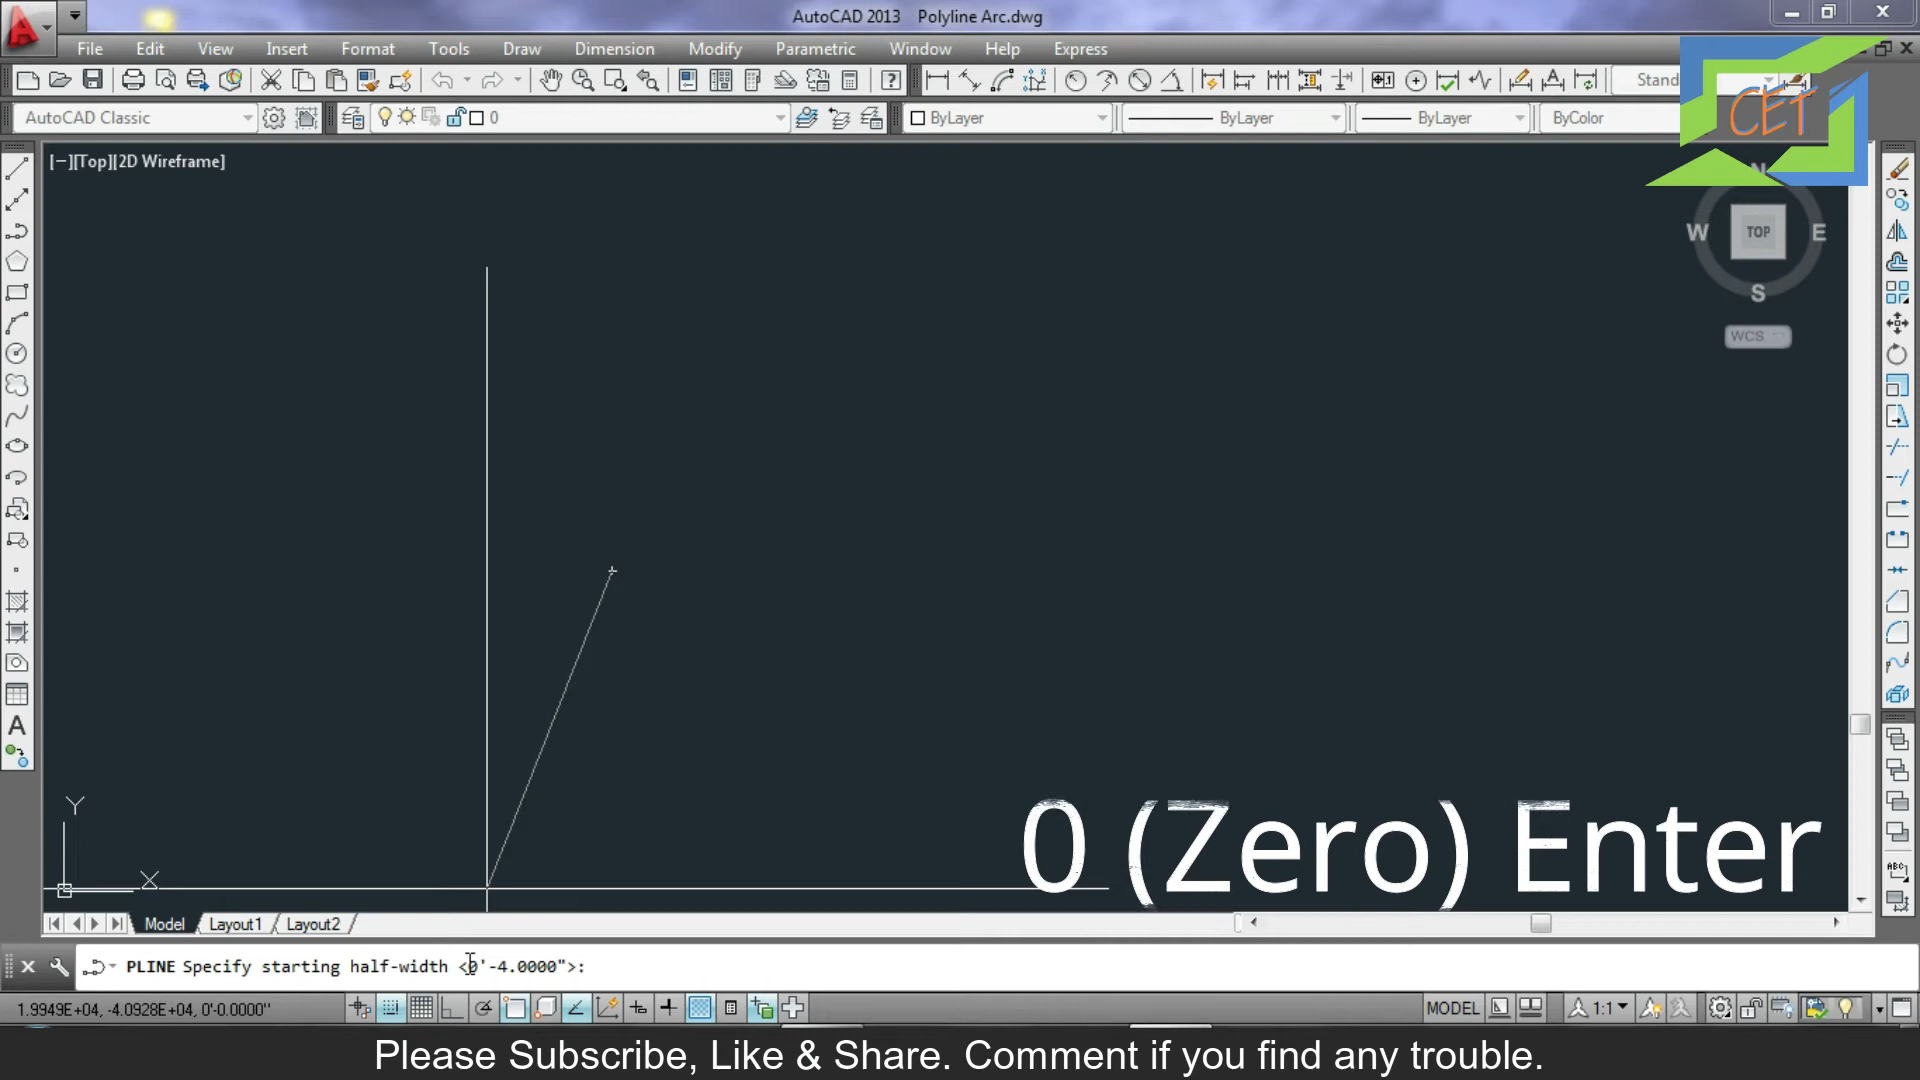 AutoCAD 2013 Polyline Arc.dwg
File Edit View Insert Format Tools Draw Dimension Modify Parametric Window Help Express
Stand
AutoCAD Classic 0 ByLayer ByLayer ByLayer ByColor
CET
[−][Top][2D Wireframe]
N
W TOP E
S
WCS
A
Y
X
0 (Zero) Enter
ABC
Model Layout1 Layout2
PLINE Specify starting half-width <0'-4.0000">:
1.9949E+04, -4.0928E+04, 0'-0.0000"
MODEL 1:1
Please Subscribe, Like & Share. Comment if you find any trouble.